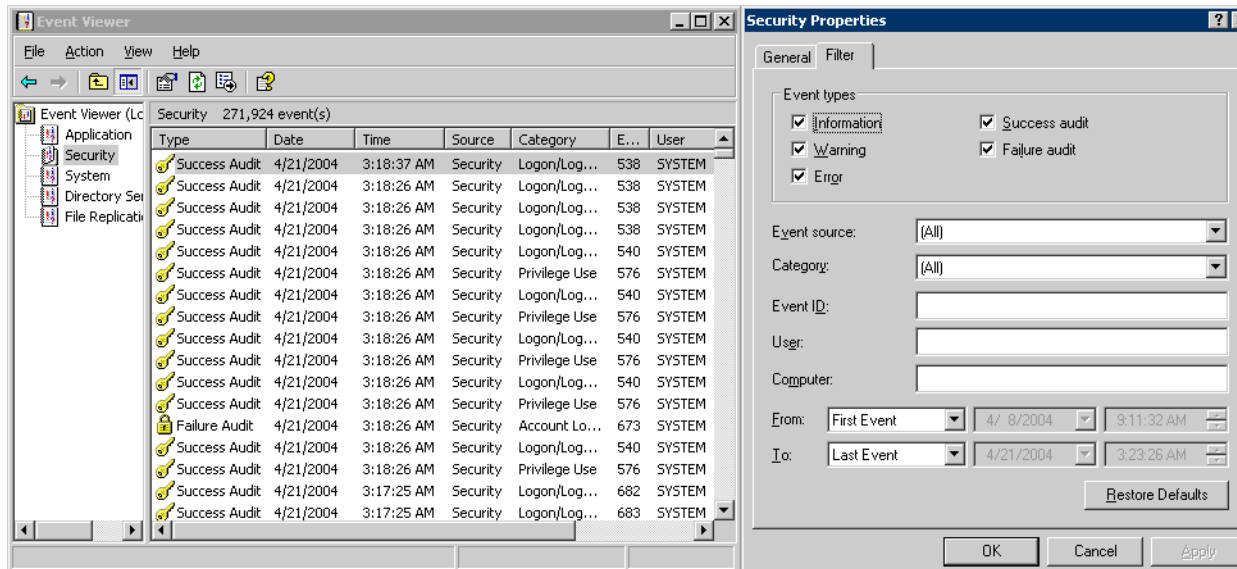 Event Viewer
File Action View Help
Event Viewer (Lc
Application
Security
System
Directory Ser
File Replicati
Security 271,924 event(s)
Type Date Time Source Category E... User
Success Audit 4/21/2004 3:18:37 AM Security Logon/Log... 538 SYSTEM
Success Audit 4/21/2004 3:18:26 AM Security Logon/Log... 538 SYSTEM
Success Audit 4/21/2004 3:18:26 AM Security Logon/Log... 538 SYSTEM
Success Audit 4/21/2004 3:18:26 AM Security Logon/Log... 538 SYSTEM
Success Audit 4/21/2004 3:18:26 AM Security Logon/Log... 540 SYSTEM
Success Audit 4/21/2004 3:18:26 AM Security Privilege Use 576 SYSTEM
Success Audit 4/21/2004 3:18:26 AM Security Logon/Log... 540 SYSTEM
Success Audit 4/21/2004 3:18:26 AM Security Privilege Use 576 SYSTEM
Success Audit 4/21/2004 3:18:26 AM Security Logon/Log... 540 SYSTEM
Success Audit 4/21/2004 3:18:26 AM Security Privilege Use 576 SYSTEM
Success Audit 4/21/2004 3:18:26 AM Security Logon/Log... 540 SYSTEM
Success Audit 4/21/2004 3:18:26 AM Security Privilege Use 576 SYSTEM
Failure Audit 4/21/2004 3:18:26 AM Security Account Lo... 673 SYSTEM
Success Audit 4/21/2004 3:18:26 AM Security Logon/Log... 540 SYSTEM
Success Audit 4/21/2004 3:18:26 AM Security Privilege Use 576 SYSTEM
Success Audit 4/21/2004 3:17:25 AM Security Logon/Log... 682 SYSTEM
Success Audit 4/21/2004 3:17:25 AM Security Logon/Log... 683 SYSTEM
Security Properties
General Filter
Event types
Information Success audit
Warning Failure audit
Error
Event source: (All)
Category: (All)
Event ID:
User:
Computer:
From: First Event 4/ 8/2004 9:11:32 AM
To: Last Event 4/21/2004 3:23:26 AM
Restore Defaults
OK Cancel Apply